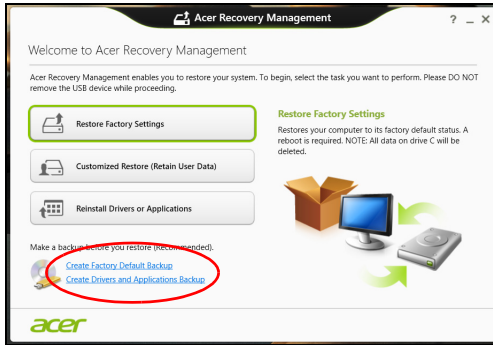 Acer Recovery Management
? _ X
Welcome to Acer Recovery Management
Acer Recovery Management enables you to restore your system. To begin, select the task you want to perform. Please DO NOT
remove the USB device while proceeding.
Restore Factory Settings
Customized Restore (Retain User Data)
Reinstall Drivers or Applications
Restore Factory Settings
Restores your computer to its factory default status. A
reboot is required. NOTE: All data on drive C will be
deleted.
Make a backup before you restore (Recommended).
Create Factory Default Backup
Create Drivers and Applications Backup
acer